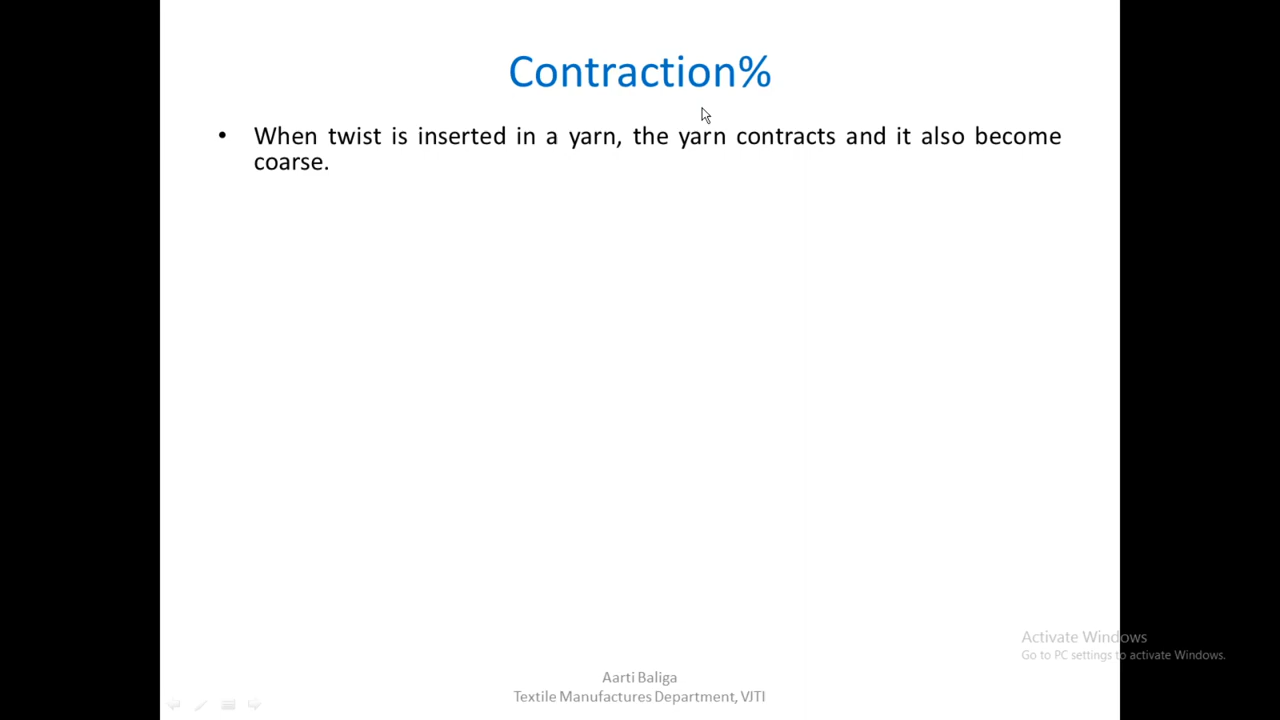 Contraction%
• When twist is inserted in a yarn, the yarn contracts and it also become
coarse.
Activate Windows
Go to PC settings to activate Windows.
Aarti Baliga
Textile Manufactures Department, VJTI